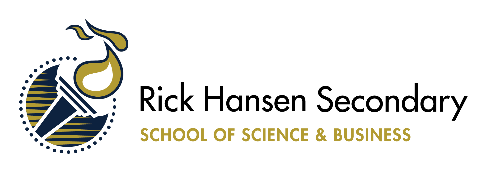 Rick Hansen Secondary
SCHOOL OF SCIENCE & BUSINESS